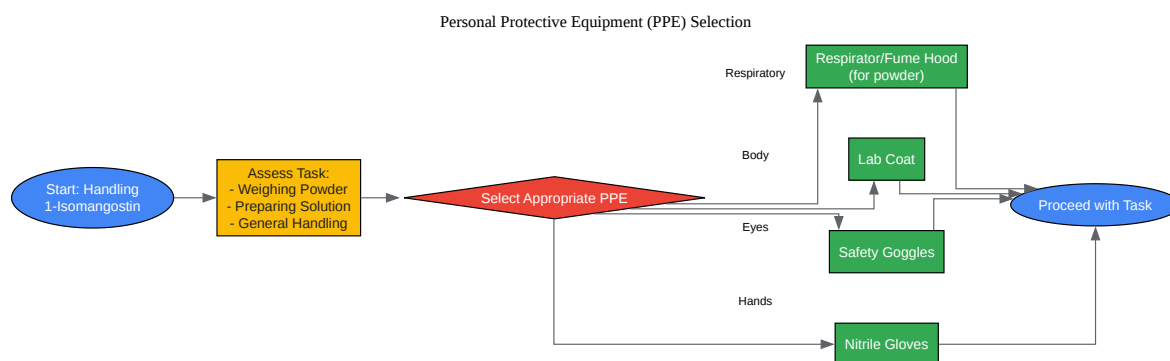 Personal Protective Equipment (PPE) Selection
Start: Handling
1-Isomangostin
Assess Task:
- Weighing Powder
- Preparing Solution
- General Handling
Select Appropriate PPE
Respiratory
Respirator/Fume Hood
(for powder)
Body
Lab Coat
Eyes
Safety Goggles
Hands
Nitrile Gloves
Proceed with Task